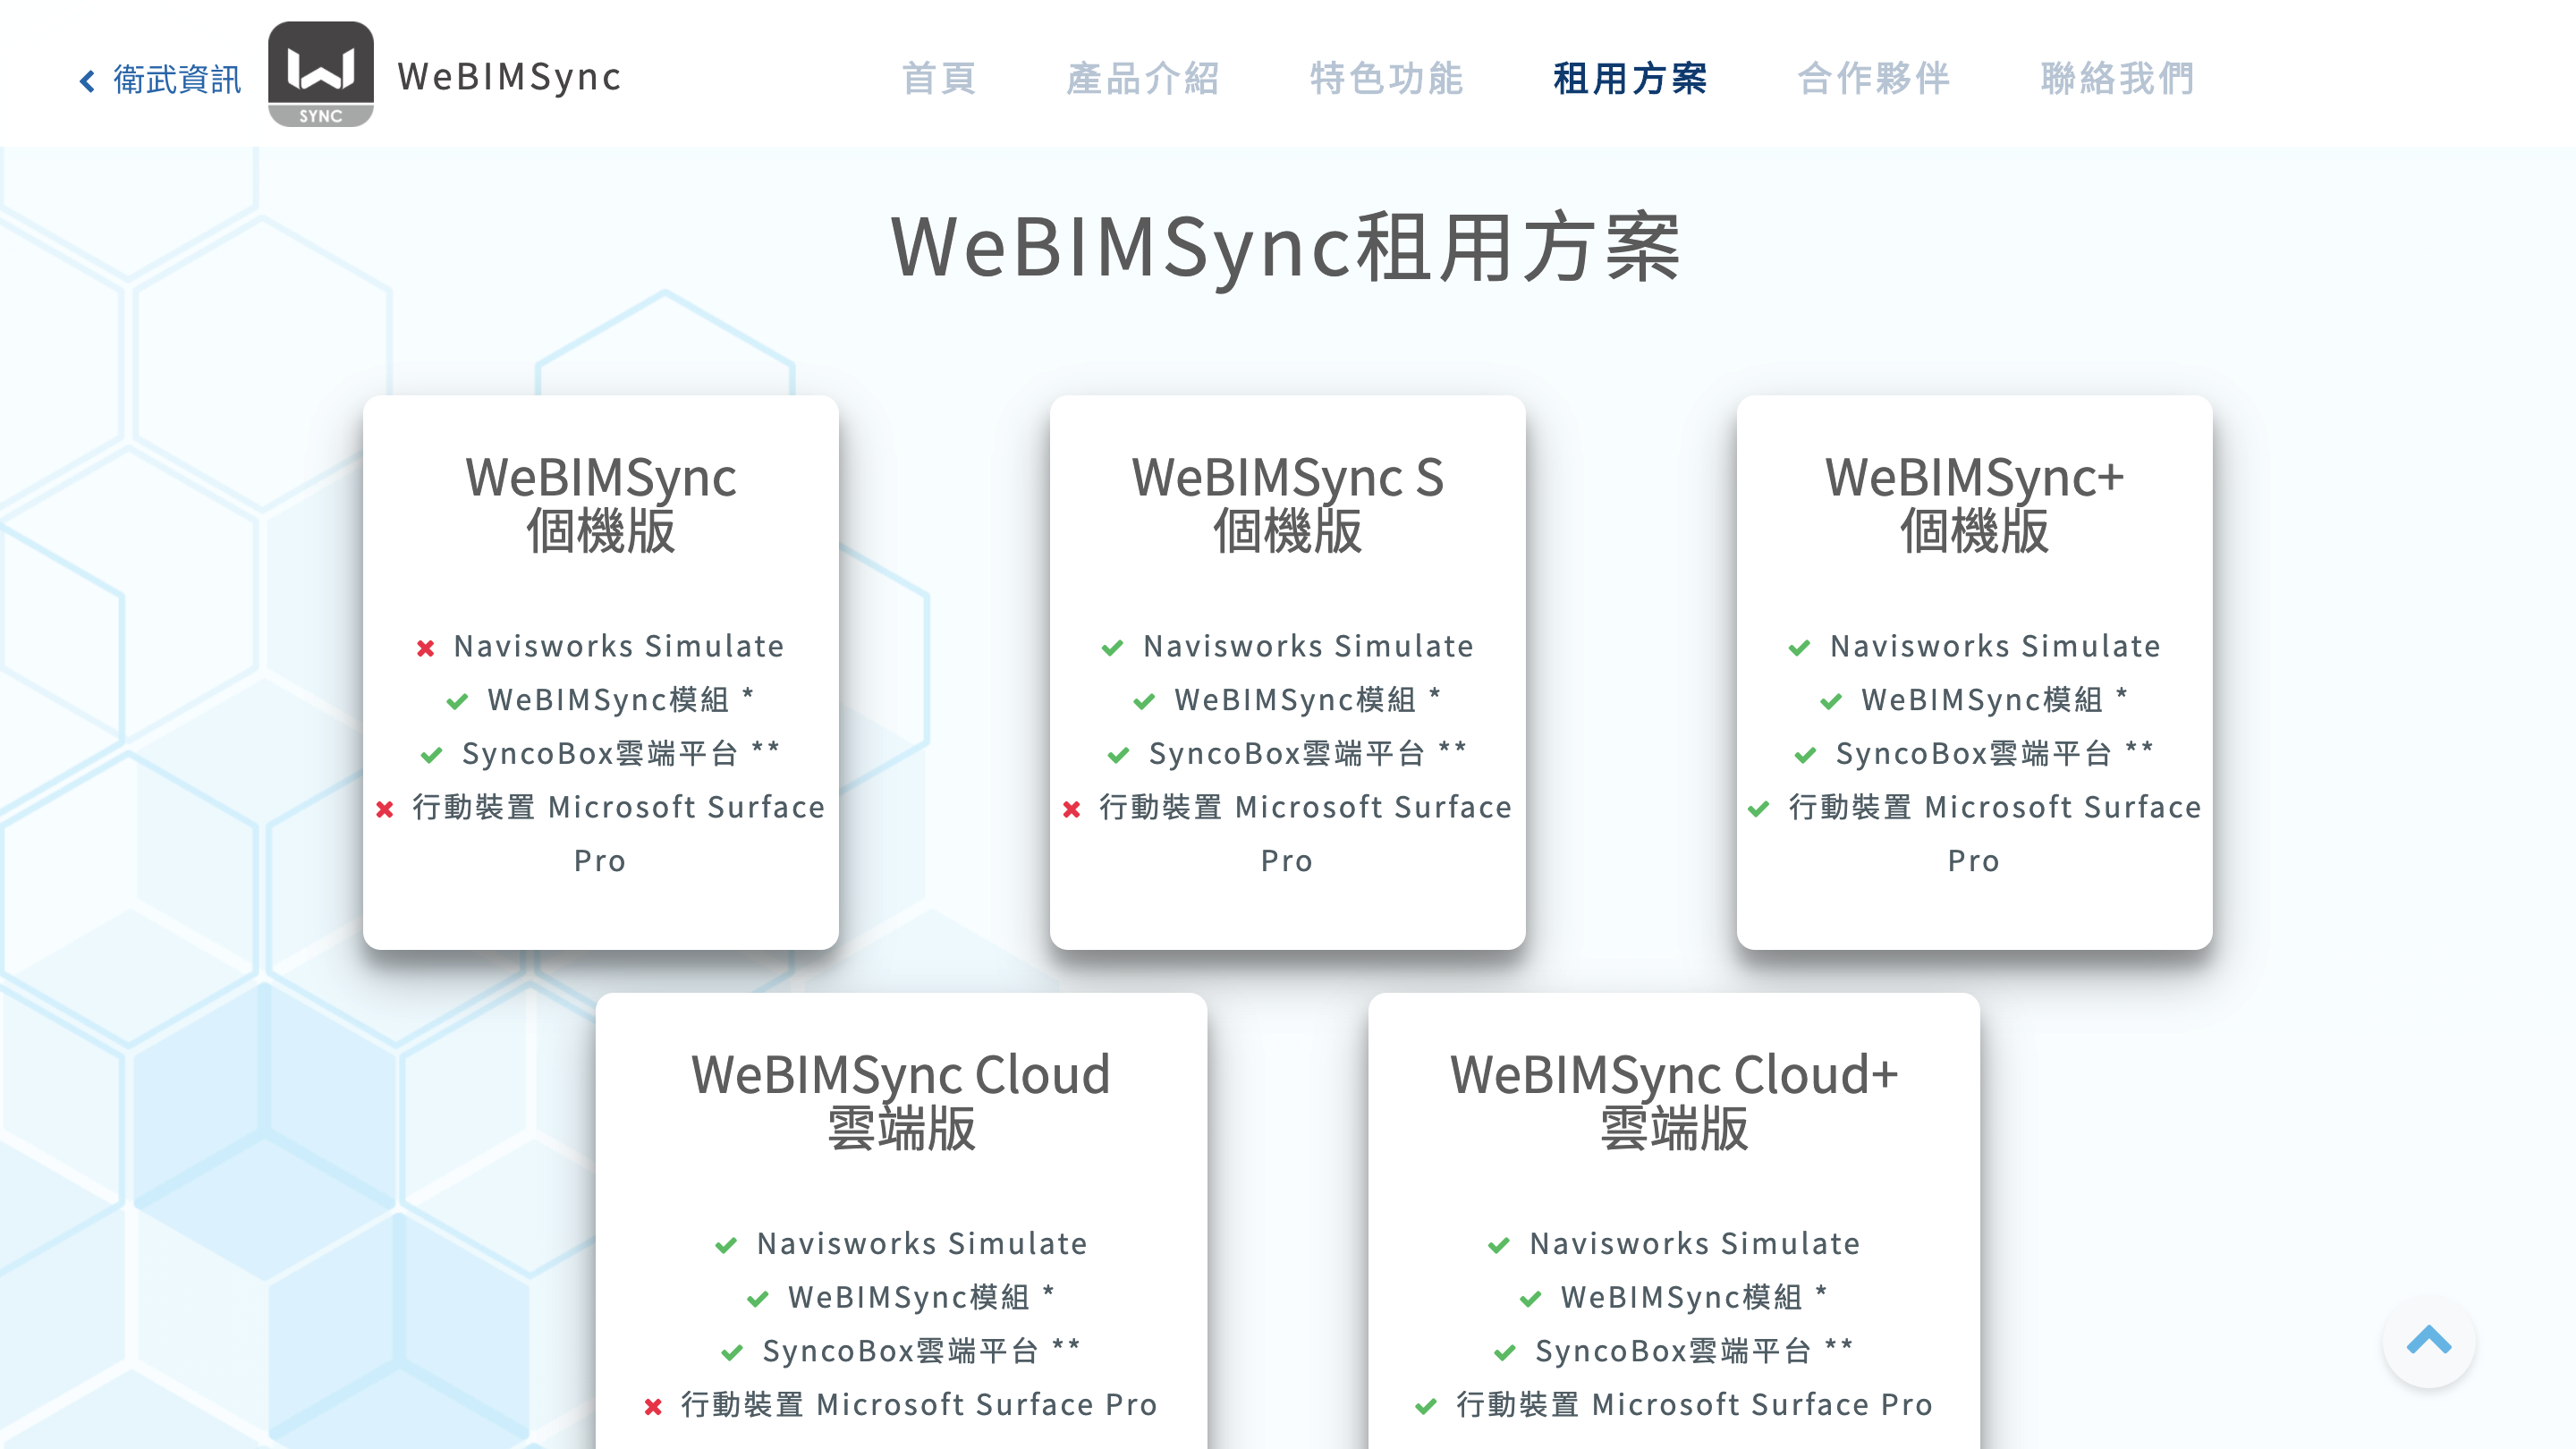 衛武資訊
SYNC
WeBIMSync
首頁
產品介紹
特色功能
租用方案
合作夥伴
聯絡我們
WeBIMSync租用方案
WeBIMSync
個機版
Navisworks Simulate
WeBIMSync模組 *
SyncoBox雲端平台 **
行動裝置 Microsoft Surface
Pro
WeBIMSync S
個機版
Navisworks Simulate
WeBIMSync模組 *
SyncoBox雲端平台 **
行動裝置 Microsoft Surface
Pro
WeBIMSync+
個機版
Navisworks Simulate
WeBIMSync模組 *
SyncoBox雲端平台 **
行動裝置 Microsoft Surface
Pro
WeBIMSync Cloud
雲端版
Navisworks Simulate
WeBIMSync模組 *
SyncoBox雲端平台 **
行動裝置 Microsoft Surface Pro
WeBIMSync Cloud+
雲端版
Navisworks Simulate
WeBIMSync模組 *
SyncoBox雲端平台 **
行動裝置 Microsoft Surface Pro